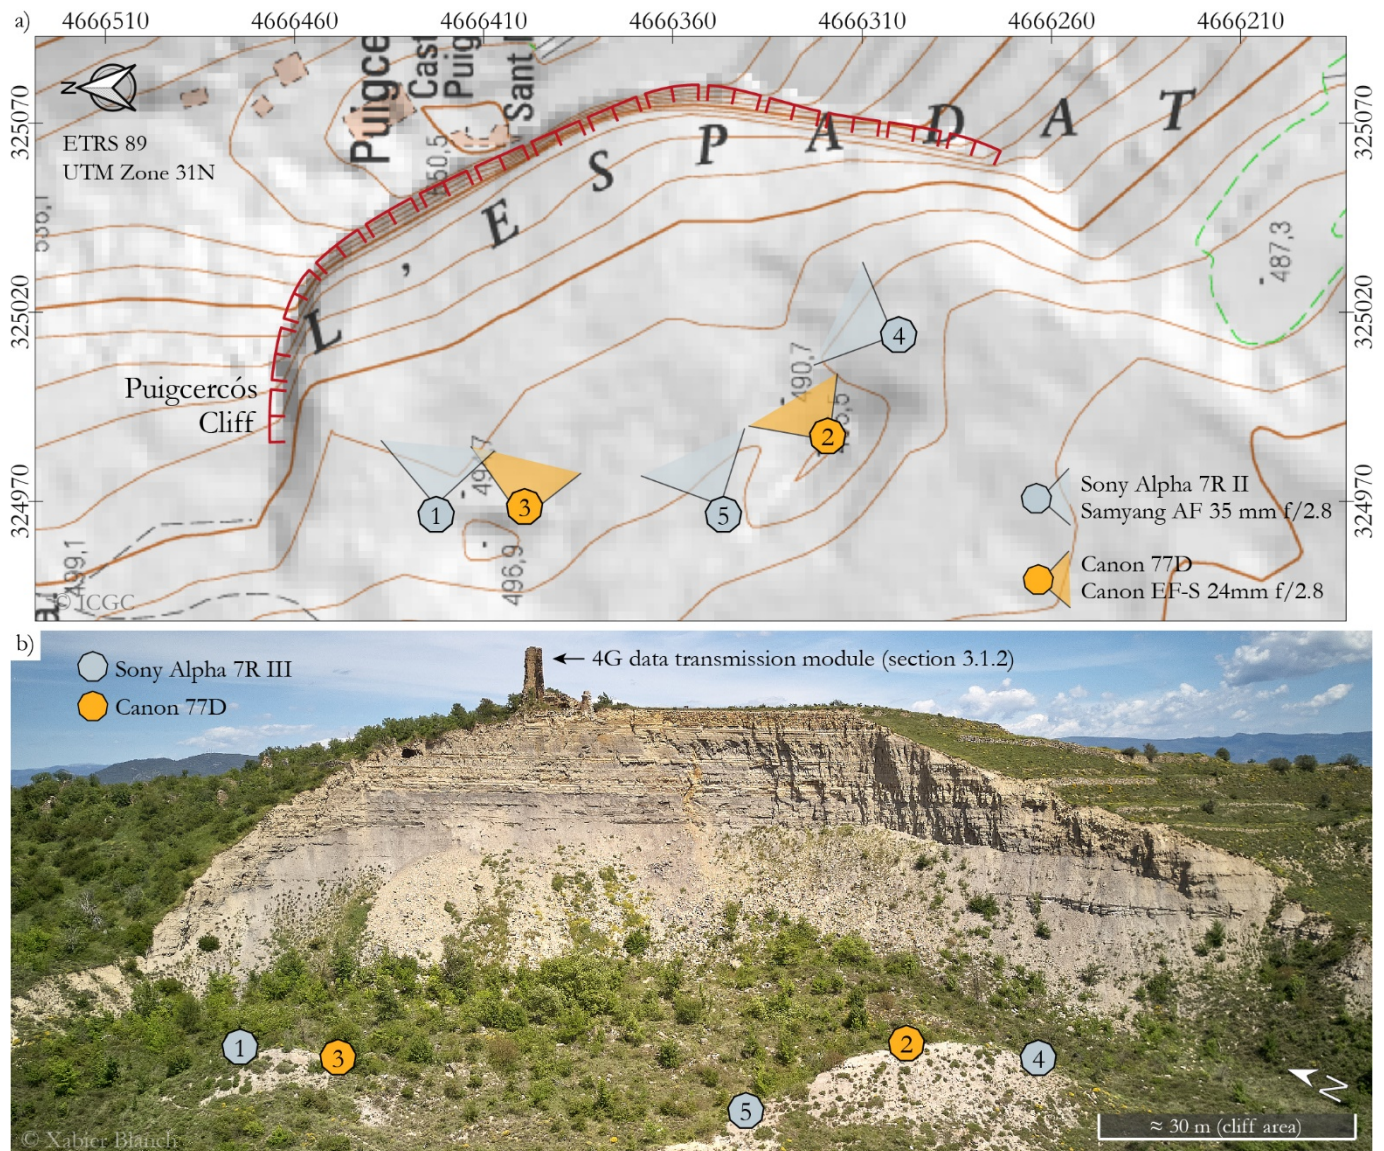 a)
4666510 4666460 4666410 4666360 4666310 4666260 4666210
325070
325020
324970
325070
325020
324970
N
ETRS 89
UTM Zone 31N
Puigce
Cast
Puig
Sant.
L'ESPADAT
487,3
490,7
496,9
499,1
Puigcercós
Cliff
1
3
5
2
4
Sony Alpha 7R II
Samyang AF 35 mm f/2.8
Canon 77D
Canon EF-S 24mm f/2.8
© ICGC
b)
Sony Alpha 7R III
Canon 77D
4G data transmission module (section 3.1.2)
1
3
2
4
5
N
≈ 30 m (cliff area)
© Xabier Blanch